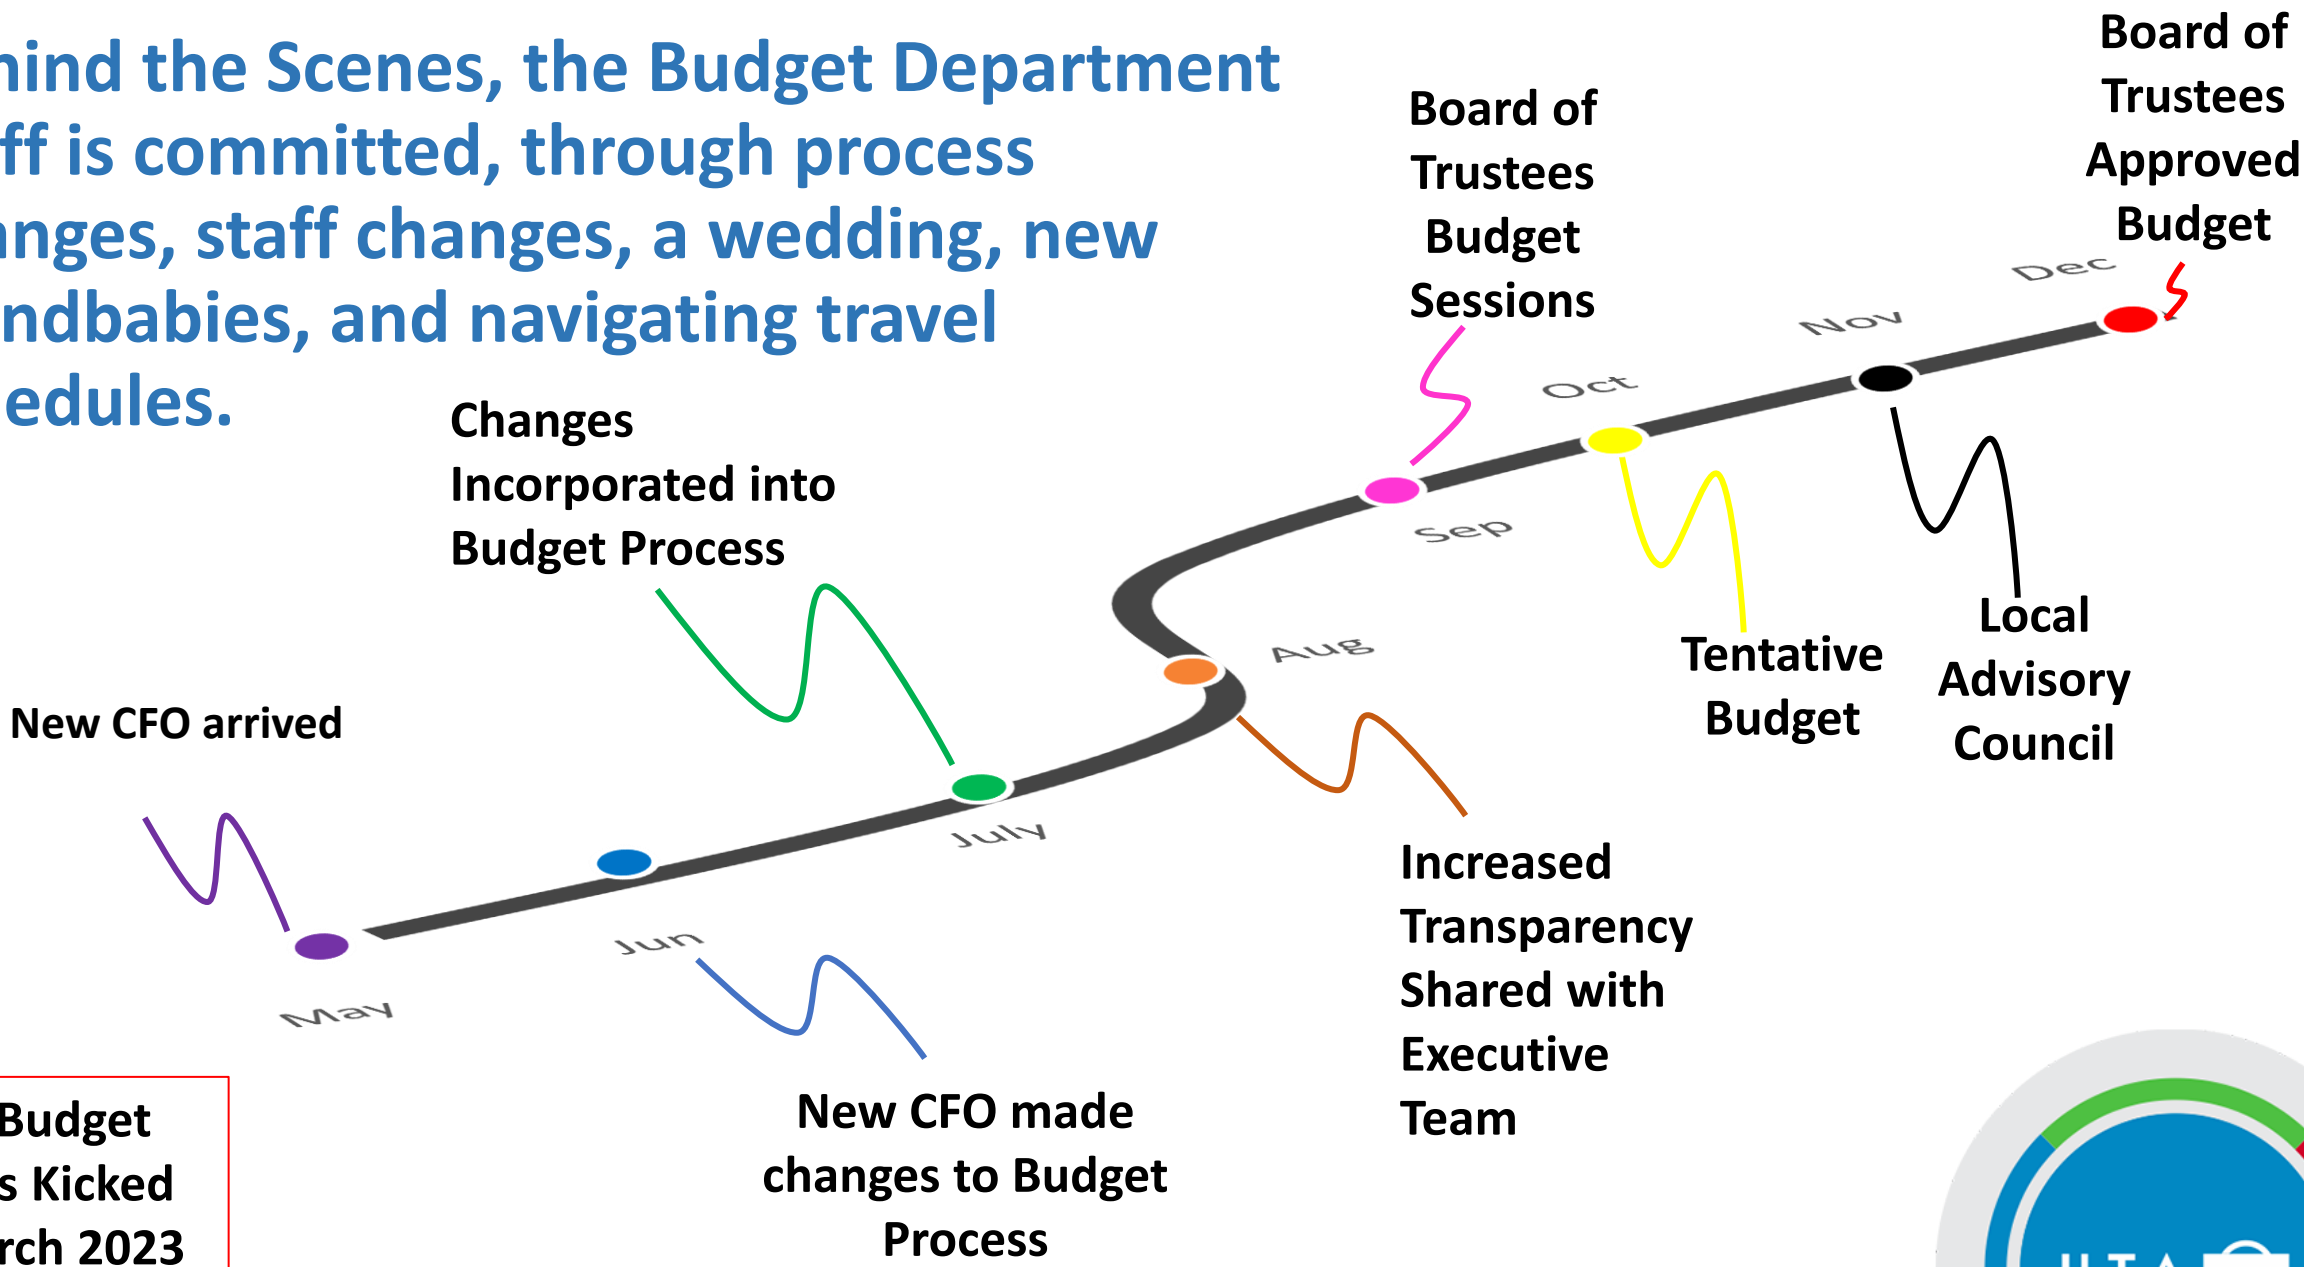 hind the Scenes, the Budget Department
ff is committed, through process
anges, staff changes, a wedding, new
ndbabies, and navigating travel
edules.
Board of
Trustees
Budget
Sessions
Board of
Trustees
Approved
Budget
Changes
Incorporated into
Budget Process
New CFO arrived
May
Jun
July
Aug
Sep
Oct
Nov
Dec
Tentative
Budget
Local
Advisory
Council
Increased
Transparency
Shared with
Executive
Team
New CFO made
changes to Budget
Process
Budget
s Kicked
rch 2023
UTA